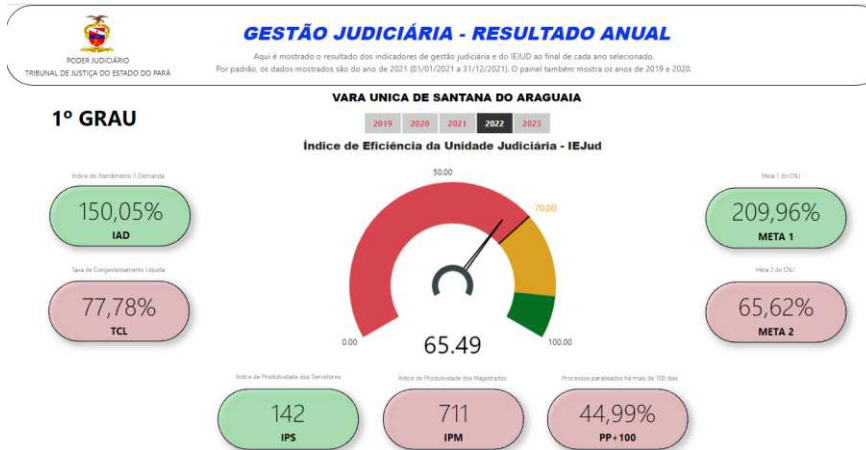 GESTÃO JUDICIÁRIA - RESULTADO ANUAL
PODER JUDICIÁRIO
TRIBUNAL DE JUSTIÇA DO ESTADO DO PARÁ
Aqui é mostrado o resultado dos indicadores de gestão judiciária e do IEJUD ao final de cada ano selecionado.
Por padrão, os dados mostrados são do ano de 2021 (01/01/2021 a 31/12/2021). O painel também mostra os anos de 2019 e 2020.
VARA UNICA DE SANTANA DO ARAGUAIA
1º GRAU
2019 2020 2021 2022 2023
Índice de Eficiência da Unidade Judiciária - IEJud
Índice de Atendimento À Demanda
150,05%
IAD
Taxa de Congestionamento Líquida
77,78%
TCL
50.00
70.00
0.00
100.00
65.49
Meta 1 do CNJ
209,96%
META 1
Meta 2 do CNJ
65,62%
META 2
Índice de Produtividade dos Servidores
142
IPS
Índice de Produtividade dos Magistrados
711
IPM
Processos paralisados há mais de 100 dias
44,99%
PP+100